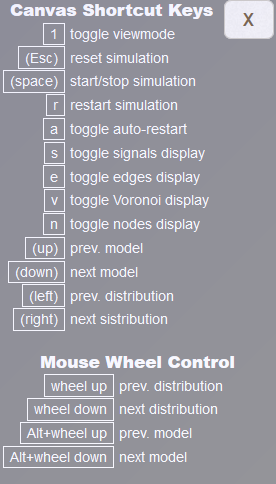 Canvas Shortcut Keys X
1 toggle viewmode
(Esc) reset simulation
(space) start/stop simulation
r restart simulation
a toggle auto-restart
s toggle signals display
e toggle edges display
v toggle Voronoi display
n toggle nodes display
(up) prev. model
(down) next model
(left) prev. distribution
(right) next sistribution
Mouse Wheel Control
wheel up prev. distribution
wheel down next distribution
Alt+wheel up prev. model
Alt+wheel down next model